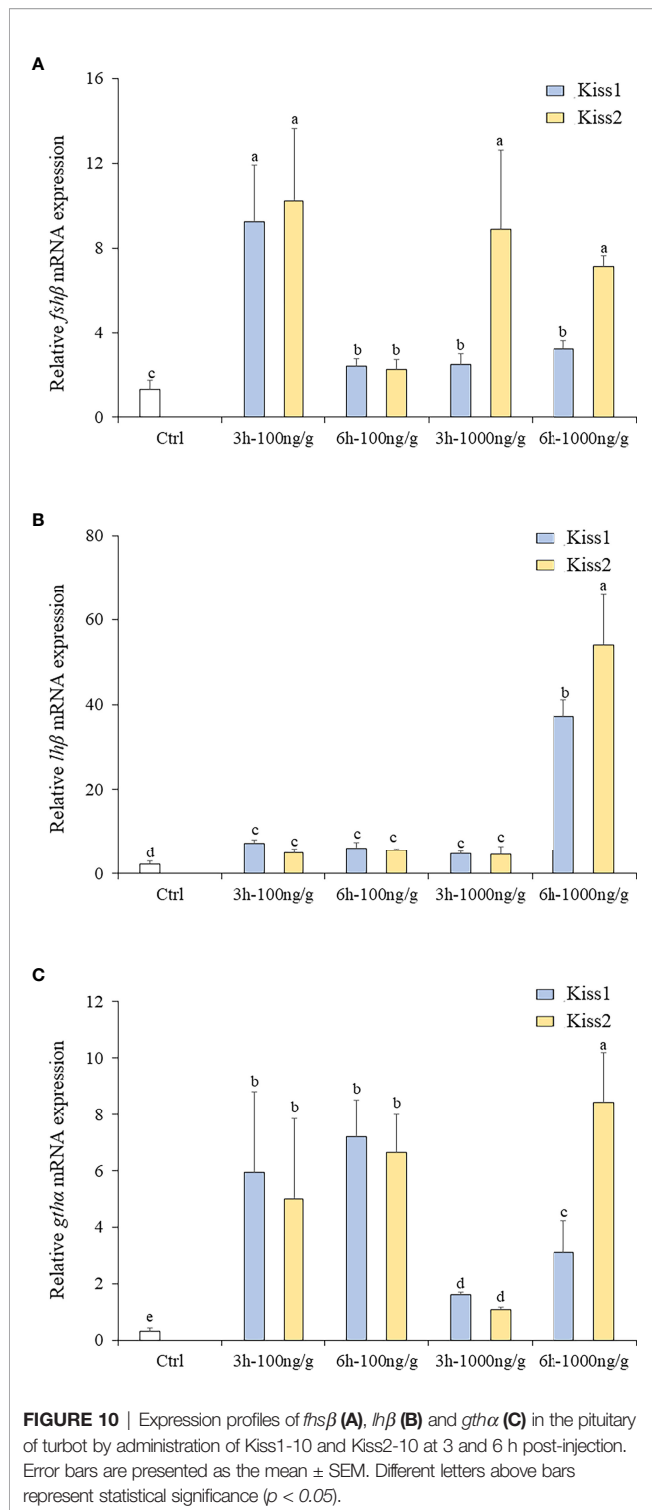 A
Relative fshβ mRNA expression
16
12
8
4
0
Kiss1
Kiss2
c
a
a
b
b
b
a
b
a
Ctrl
3h-100ng/g
6h-100ng/g
3h-1000ng/g
6h-1000ng/g
B
Relative lhβ mRNA expression
80
60
40
20
0
Kiss1
Kiss2
d
c
c
c
c
c
c
b
a
Ctrl
3h-100ng/g
6h-100ng/g
3h-1000ng/g
6h-1000ng/g
C
Relative gthα mRNA expression
12
10
8
6
4
2
0
Kiss1
Kiss2
e
b
b
b
b
d
d
c
a
Ctrl
3h-100ng/g
6h-100ng/g
3h-1000ng/g
6h-1000ng/g
FIGURE 10 | Expression profiles of fhsβ (A), lhβ (B) and gthα (C) in the pituitary
of turbot by administration of Kiss1-10 and Kiss2-10 at 3 and 6 h post-injection.
Error bars are presented as the mean ± SEM. Different letters above bars
represent statistical significance (p < 0.05).